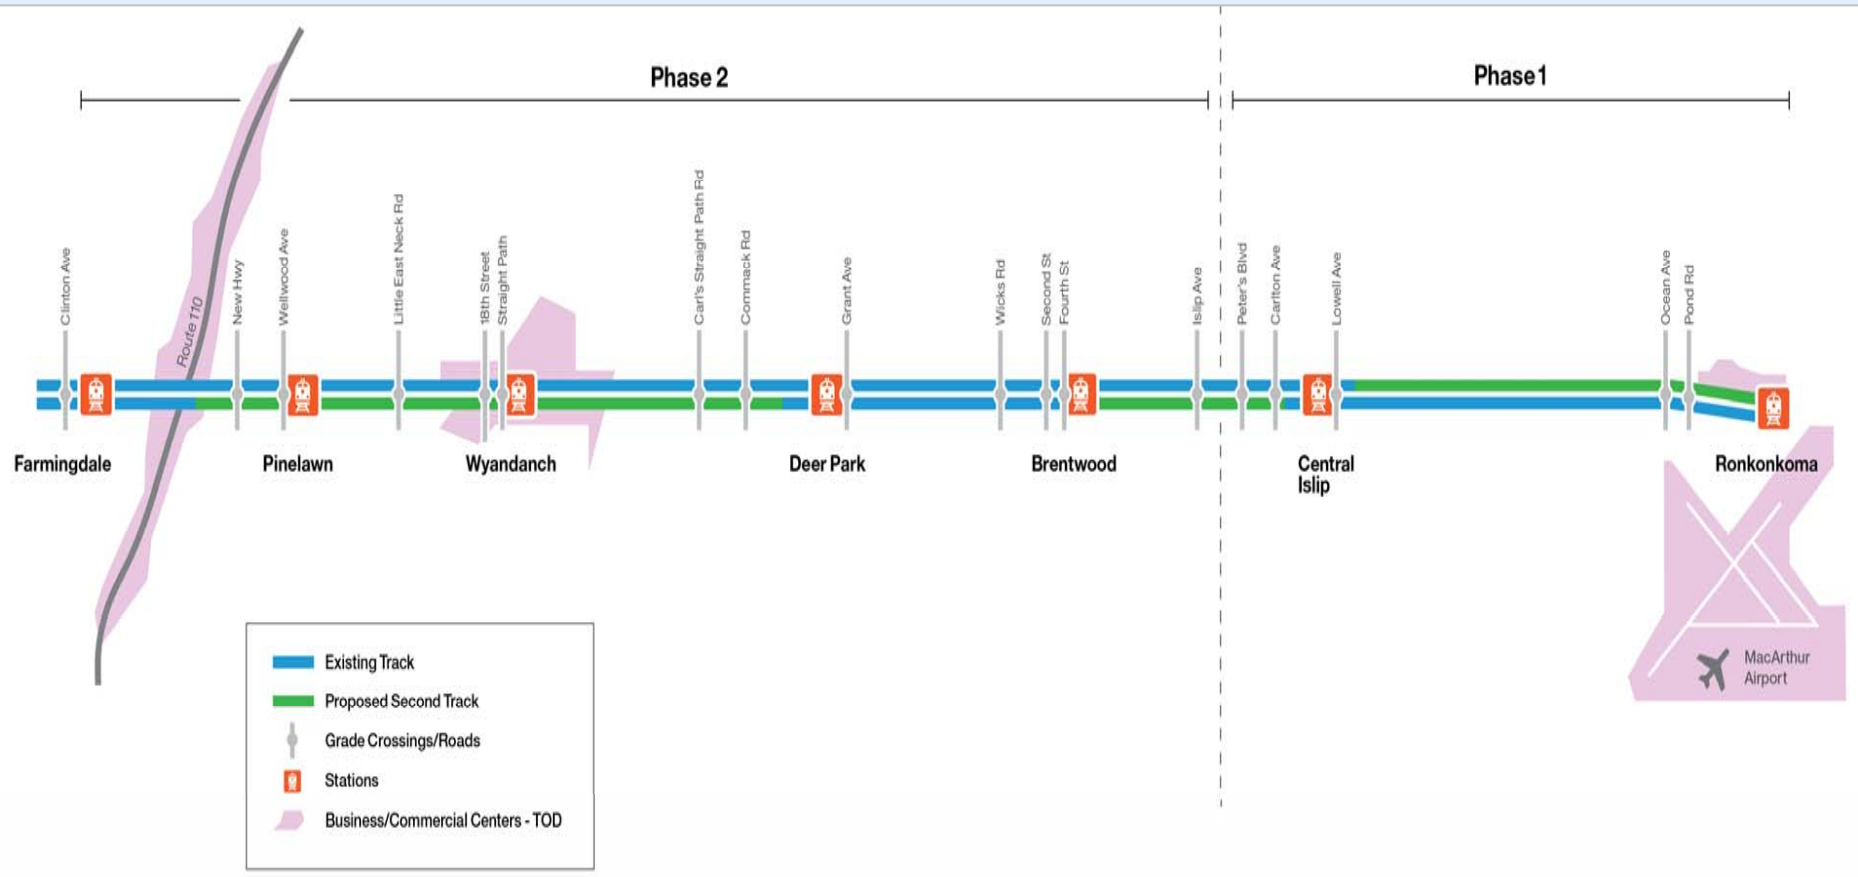 Phase 2
Phase 1
Clinton Ave
Route 110
New Hwy
Wellwood Ave
Little East Neck Rd
18th Street
Straight Path
Carl's Straight Path Rd
Commack Rd
Grant Ave
Wicks Rd
Second St
Fourth St
Islip Ave
Peter's Blvd
Carlton Ave
Lowell Ave
Ocean Ave
Pond Rd
Farmingdale
Pinelawn
Wyandanch
Deer Park
Brentwood
Central
Islip
Ronkonkoma
MacArthur
Airport
Existing Track
Proposed Second Track
Grade Crossings/Roads
Stations
Business/Commercial Centers - TOD